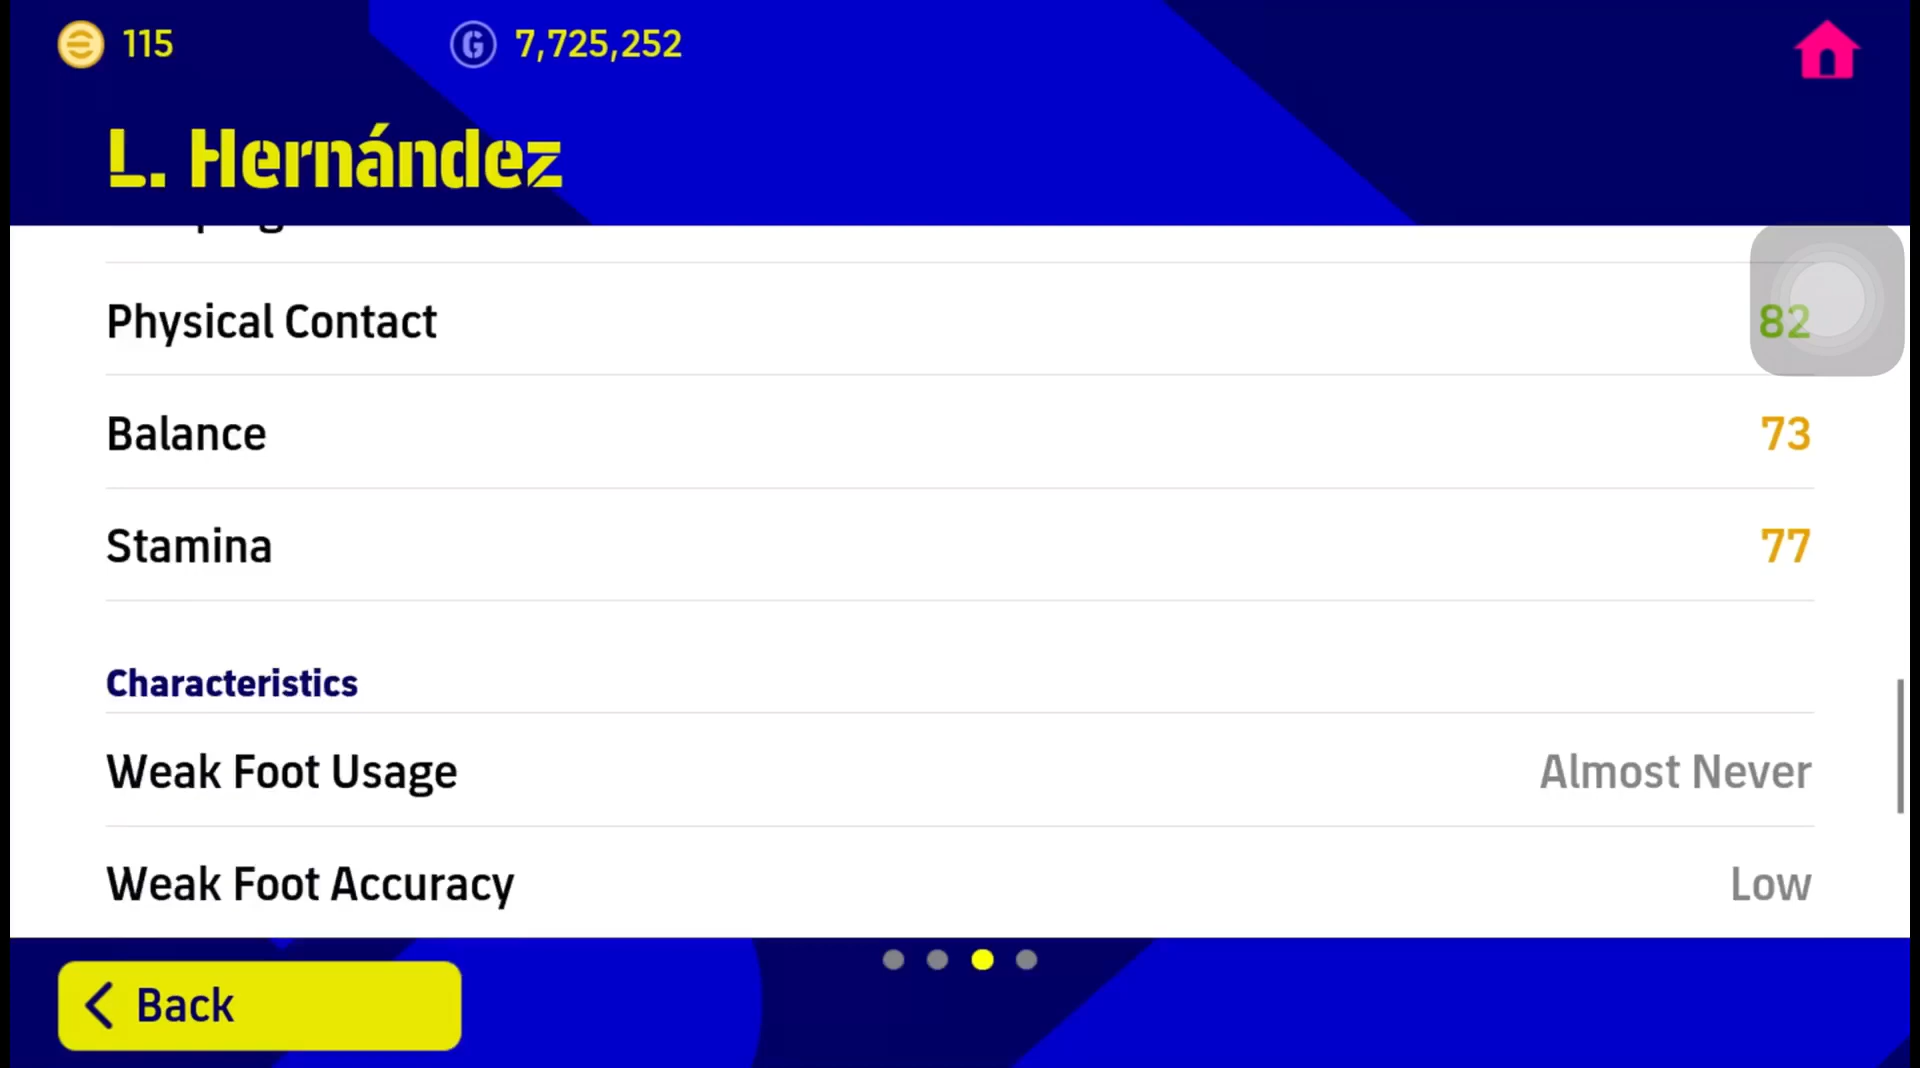 115
7,725,252
L. Hernández
Physical Contact 82
Balance 73
Stamina 77
Characteristics
Weak Foot Usage Almost Never
Weak Foot Accuracy Low
Back